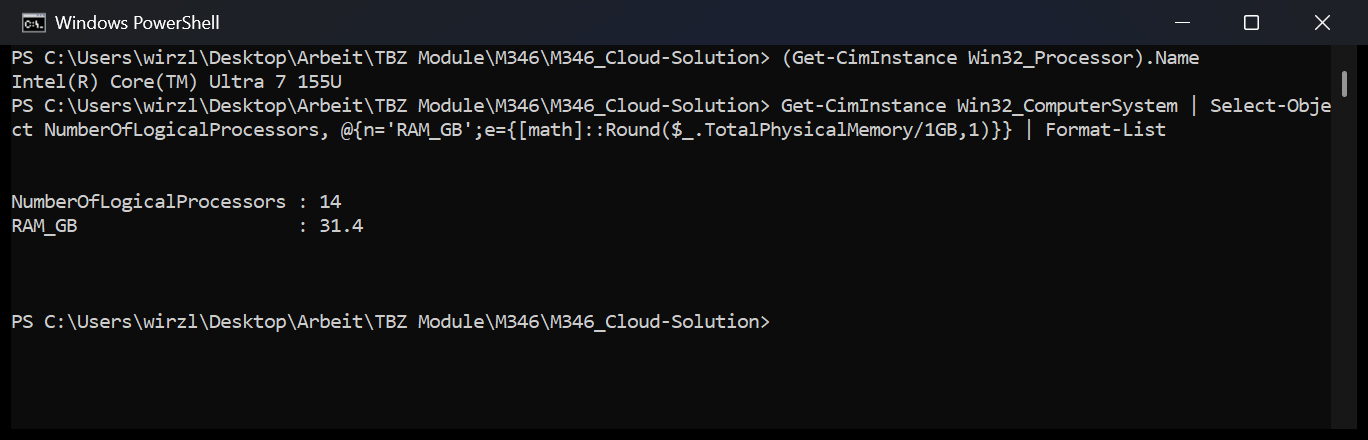 Windows PowerShell
PS C:\Users\wirzl\Desktop\Arbeit\TBZ Module\M346\M346_Cloud-Solution> (Get-CimInstance Win32_Processor).Name
Intel(R) Core(TM) Ultra 7 155U
PS C:\Users\wirzl\Desktop\Arbeit\TBZ Module\M346\M346_Cloud-Solution> Get-CimInstance Win32_ComputerSystem | Select-Obje
ct NumberOfLogicalProcessors, @{n='RAM_GB';e={[math]::Round($_.TotalPhysicalMemory/1GB,1)}} | Format-List
NumberOfLogicalProcessors : 14
RAM_GB                    : 31.4
PS C:\Users\wirzl\Desktop\Arbeit\TBZ Module\M346\M346_Cloud-Solution>